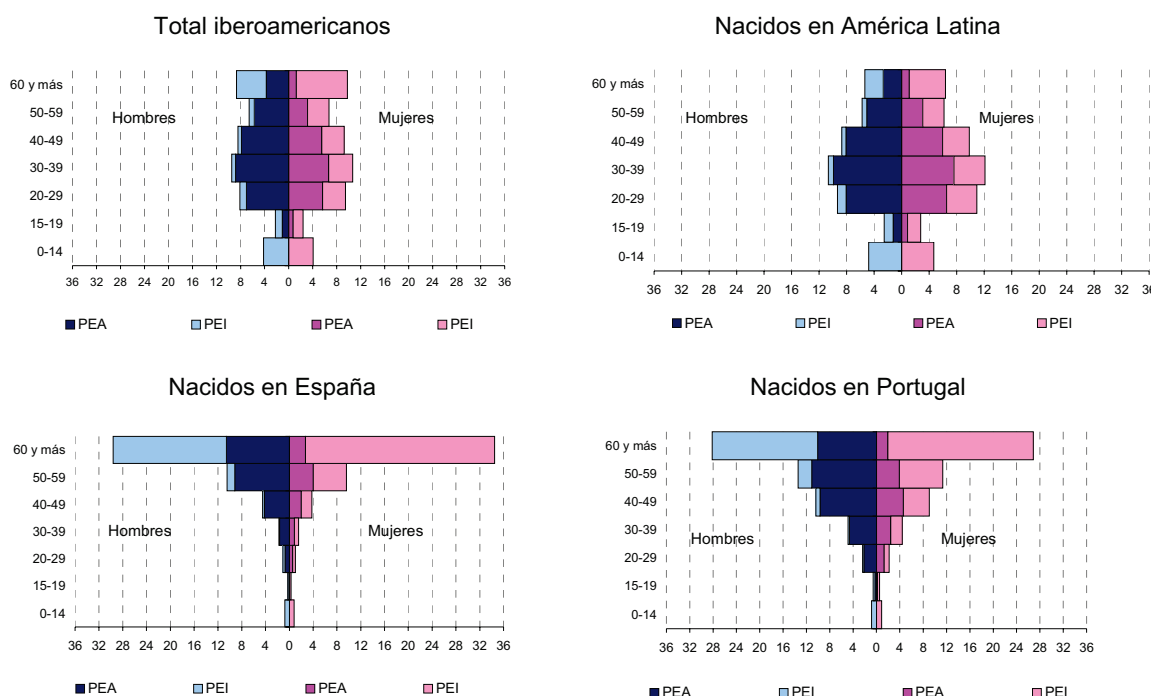 Total iberoamericanos
60 y más
50-59
40-49
30-39
20-29
15-19
0-14
Hombres
Mujeres
36 32 28 24 20 16 12 8 4 0 4 8 12 16 20 24 28 32 36
PEA PEI PEA PEI
Nacidos en América Latina
60 y más
50-59
40-49
30-39
20-29
15-19
0-14
Hombres
Mujeres
36 32 28 24 20 16 12 8 4 0 4 8 12 16 20 24 28 32 36
PEA PEI PEA PEI
Nacidos en España
60 y más
50-59
40-49
30-39
20-29
15-19
0-14
Hombres
Mujeres
36 32 28 24 20 16 12 8 4 0 4 8 12 16 20 24 28 32 36
PEA PEI PEA PEI
Nacidos en Portugal
60 y más
50-59
40-49
30-39
20-29
15-19
0-14
Hombres
Mujeres
36 32 28 24 20 16 12 8 4 0 4 8 12 16 20 24 28 32 36
PEA PEI PEA PEI